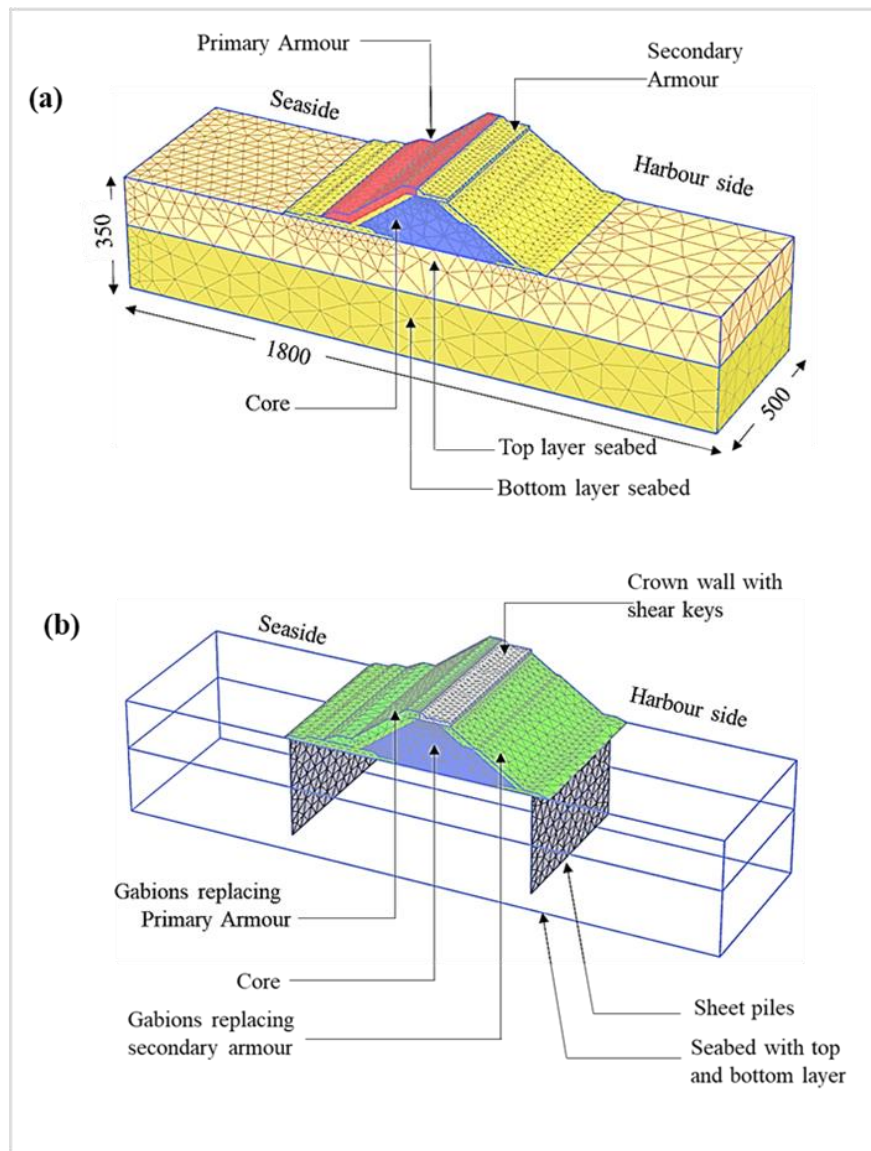 Primary Armour
Secondary
Armour
(a)
Seaside
Harbour side
350
1800
500
Core
Top layer seabed
Bottom layer seabed
Crown wall with
shear keys
(b)
Seaside
Harbour side
Gabions replacing
Primary Armour
Core
Gabions replacing
secondary armour
Sheet piles
Seabed with top
and bottom layer